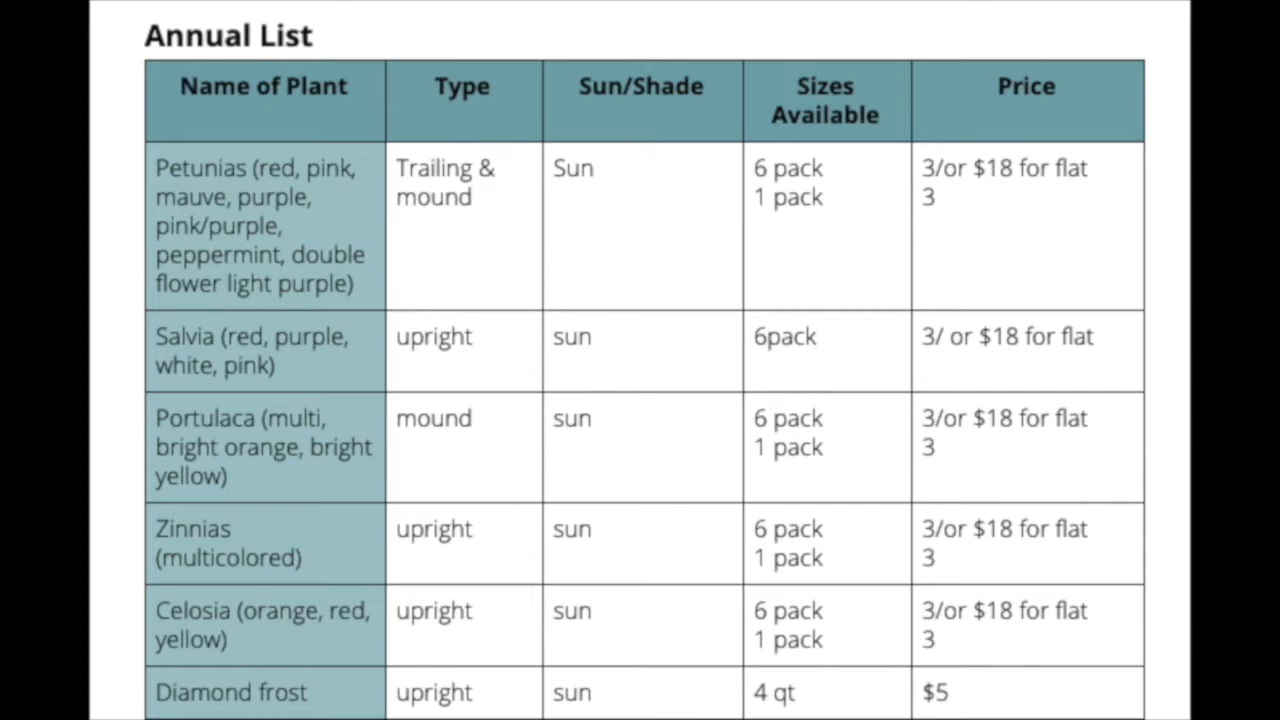 Annual List
Name of Plant
Type
Sun/Shade
Sizes
Available
Price
Petunias (red, pink,
mauve, purple,
pink/purple,
peppermint, double
flower light purple)
Trailing &
mound
Sun
6 pack
1 pack
3/or $18 for flat
3
Salvia (red, purple,
white, pink)
upright
sun
6pack
3/ or $18 for flat
Portulaca (multi,
bright orange, bright
yellow)
mound
sun
6 pack
1 pack
3/or $18 for flat
3
Zinnias
(multicolored)
upright
sun
6 pack
1 pack
3/or $18 for flat
3
Celosia (orange, red,
yellow)
upright
sun
6 pack
1 pack
3/or $18 for flat
3
Diamond frost
upright
sun
4 qt
$5